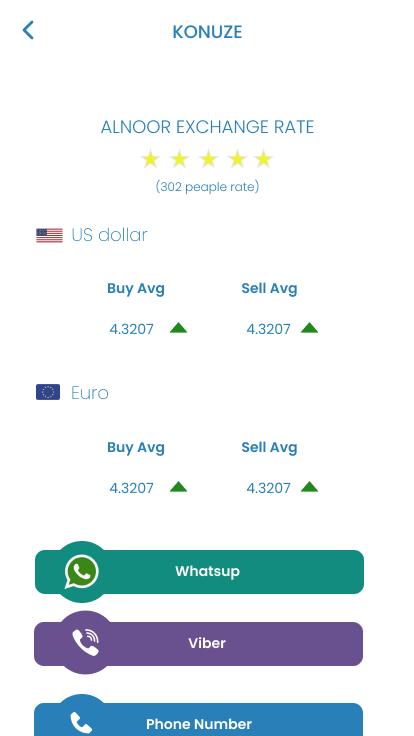 KONUZE
ALNOOR EXCHANGE RATE
(302 peaple rate)
US dollar
Buy Avg Sell Avg
4.3207 4.3207
Euro
Buy Avg Sell Avg
4.3207 4.3207
Whatsup
Viber
Phone Number